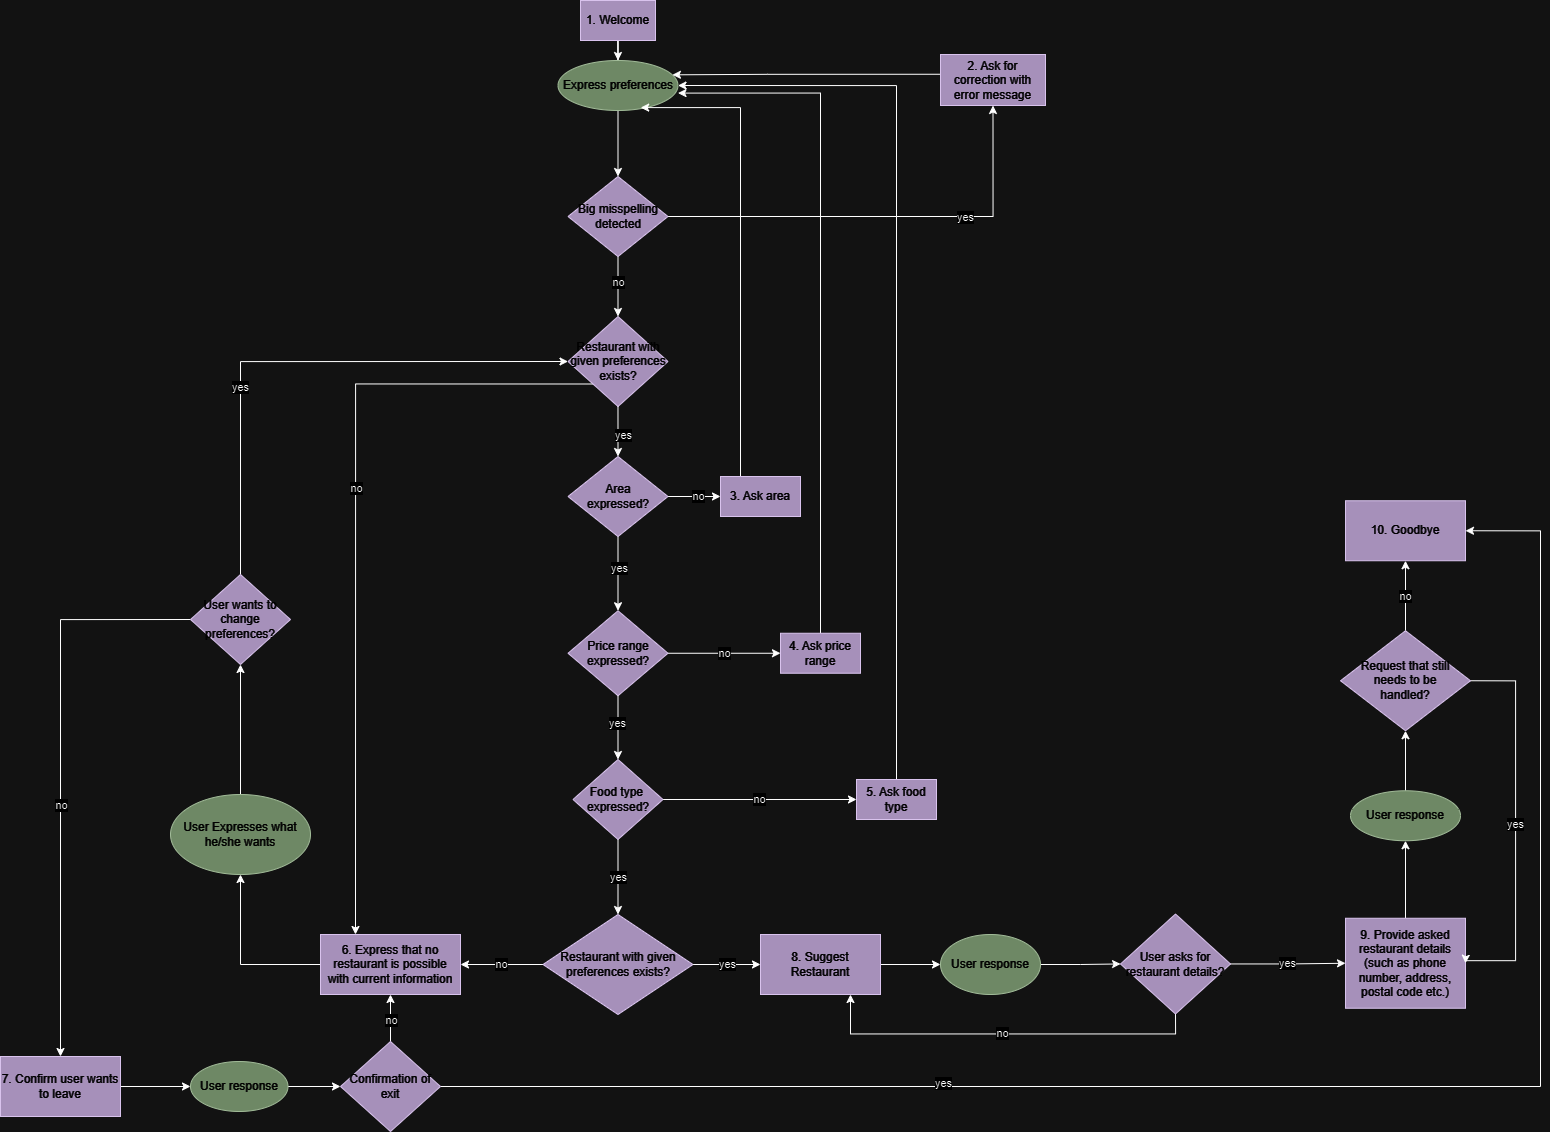 1. Welcome
Express preferences
2. Ask for
correction with
error message
Big misspelling
detected
yes
no
Restaurant with
given preferences
exists?
yes
yes
no
Area
expressed?
no
3. Ask area
10. Goodbye
yes
no
User wants to
change
preferences?
Price range
expressed?
no
4. Ask price
range
Request that still
needs to be
handled?
yes
no
Food type
expressed?
no
5. Ask food
type
User response
yes
User Expresses what
he/she wants
yes
6. Express that no
restaurant is possible
with current information
no
Restaurant with given
preferences exists?
yes
8. Suggest
Restaurant
User response
User asks for
restaurant details?
yes
9. Provide asked
restaurant details
(such as phone
number, address,
postal code etc.)
no
no
7. Confirm user wants
to leave
User response
Confirmation of
exit
yes